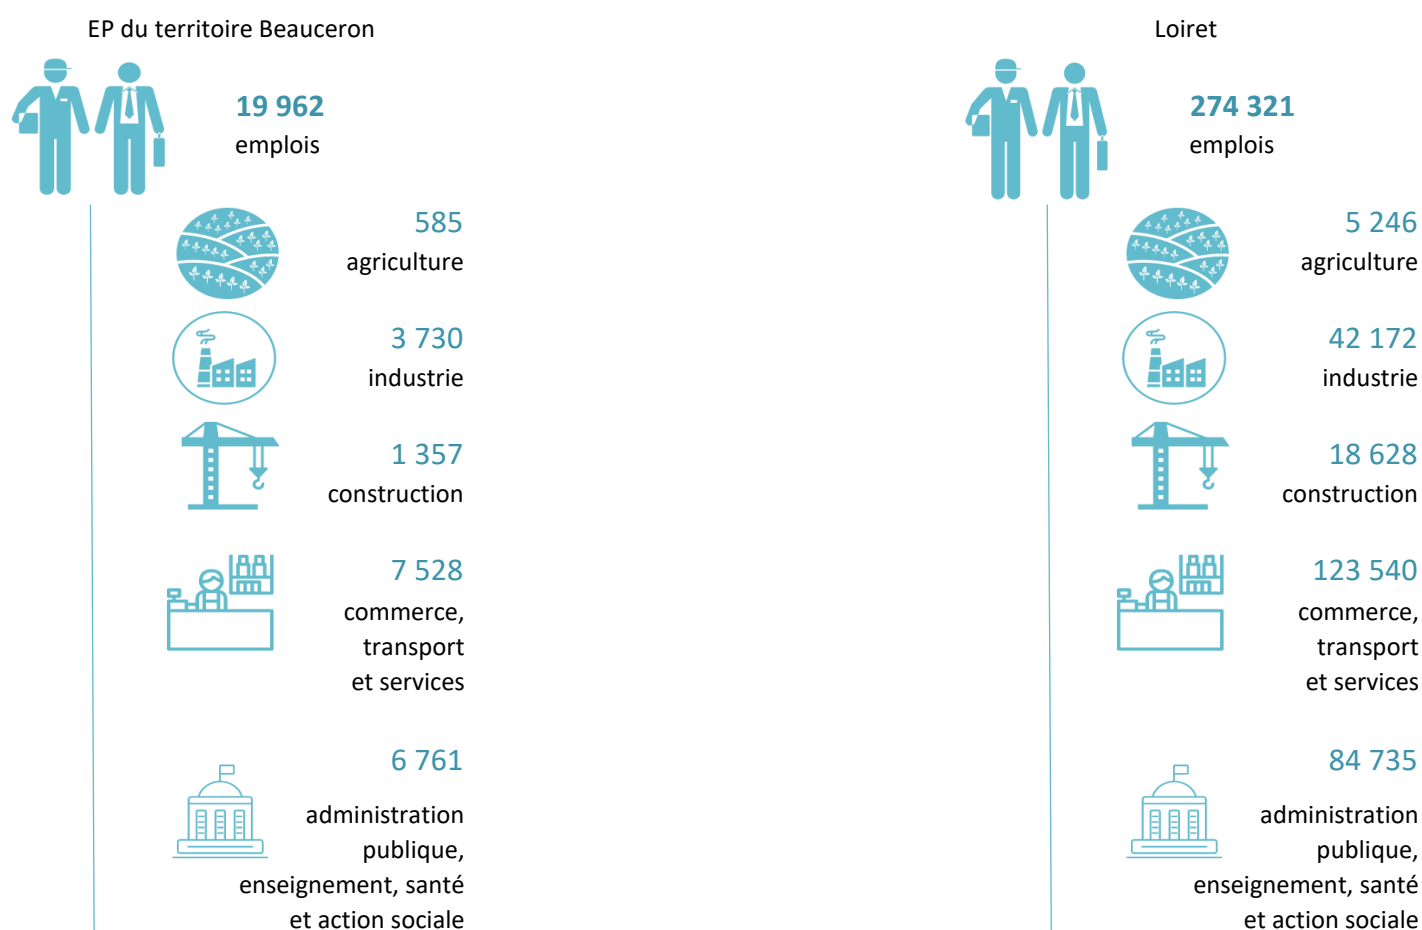 EP du territoire Beauceron
19 962
emplois
585
agriculture
3 730
industrie
1 357
construction
7 528
commerce,
transport
et services
6 761
administration
publique,
enseignement, santé
et action sociale
Loiret
274 321
emplois
5 246
agriculture
42 172
industrie
18 628
construction
123 540
commerce,
transport
et services
84 735
administration
publique,
enseignement, santé
et action sociale